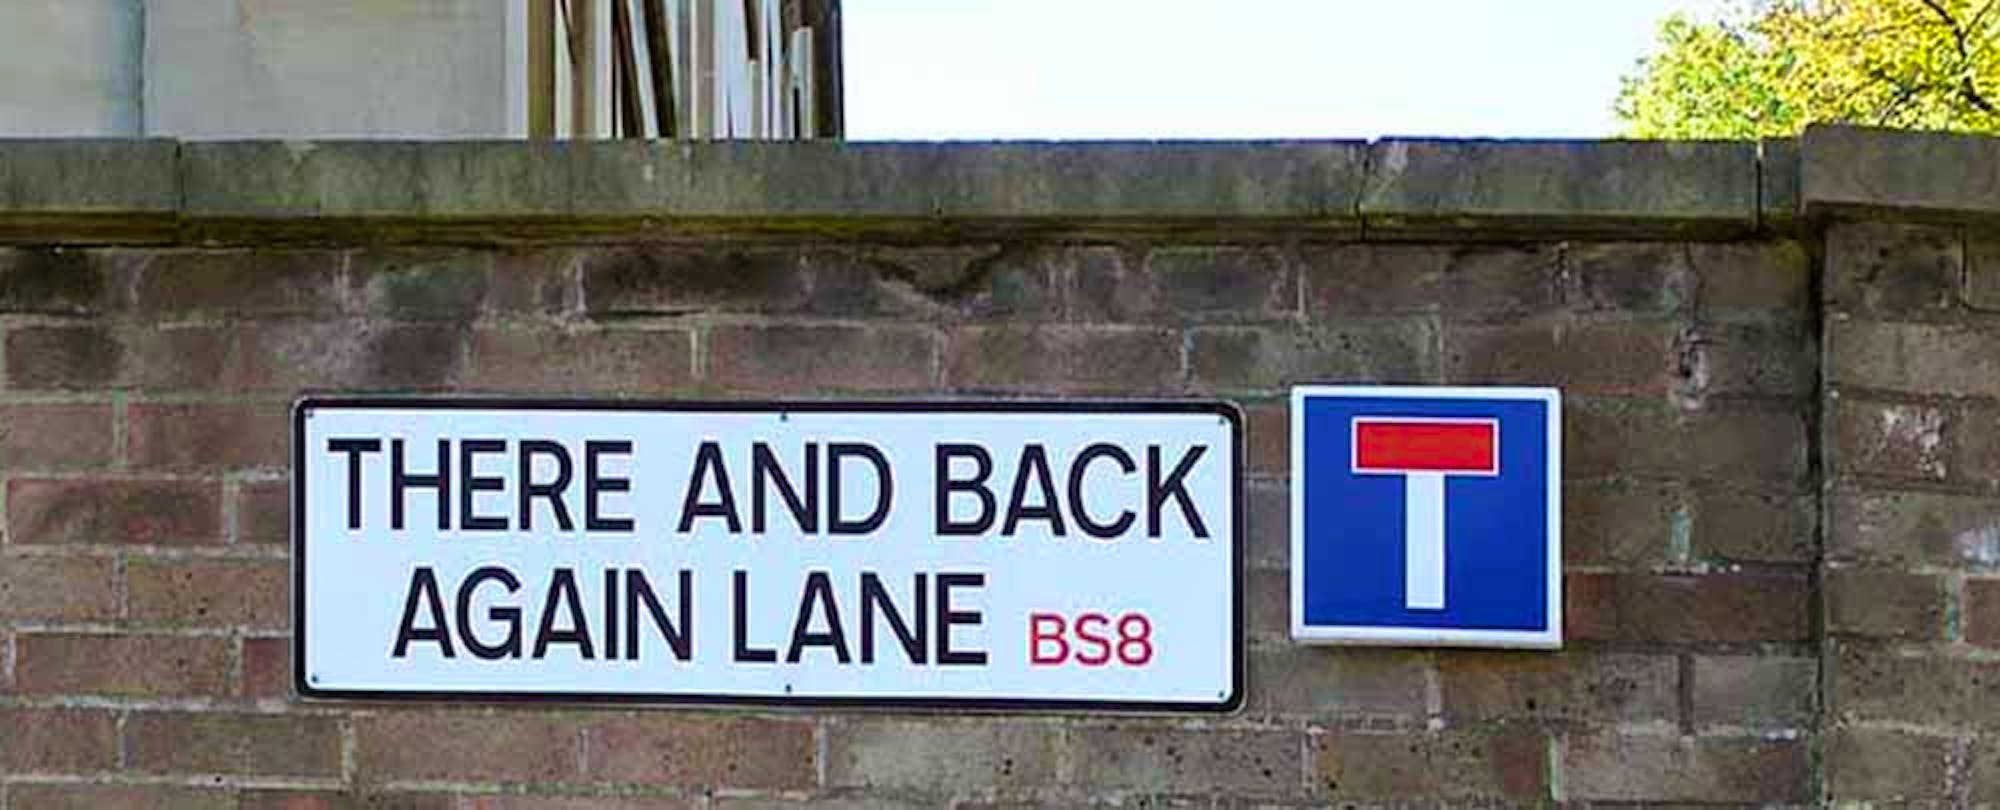 THERE AND BACK
AGAIN LANE BS8